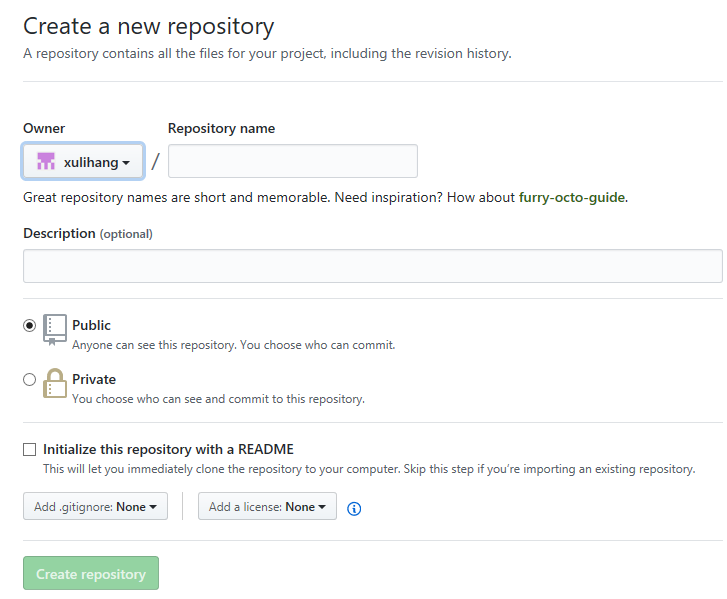 Create a new repository
A repository contains all the files for your project, including the revision history.
Owner
Repository name
xulihang
/
Great repository names are short and memorable. Need inspiration? How about furry-octo-guide.
Description (optional)
Public
Anyone can see this repository. You choose who can commit.
Private
You choose who can see and commit to this repository.
Initialize this repository with a README
This will let you immediately clone the repository to your computer. Skip this step if you’re importing an existing repository.
Add .gitignore: None
Add a license: None
Create repository